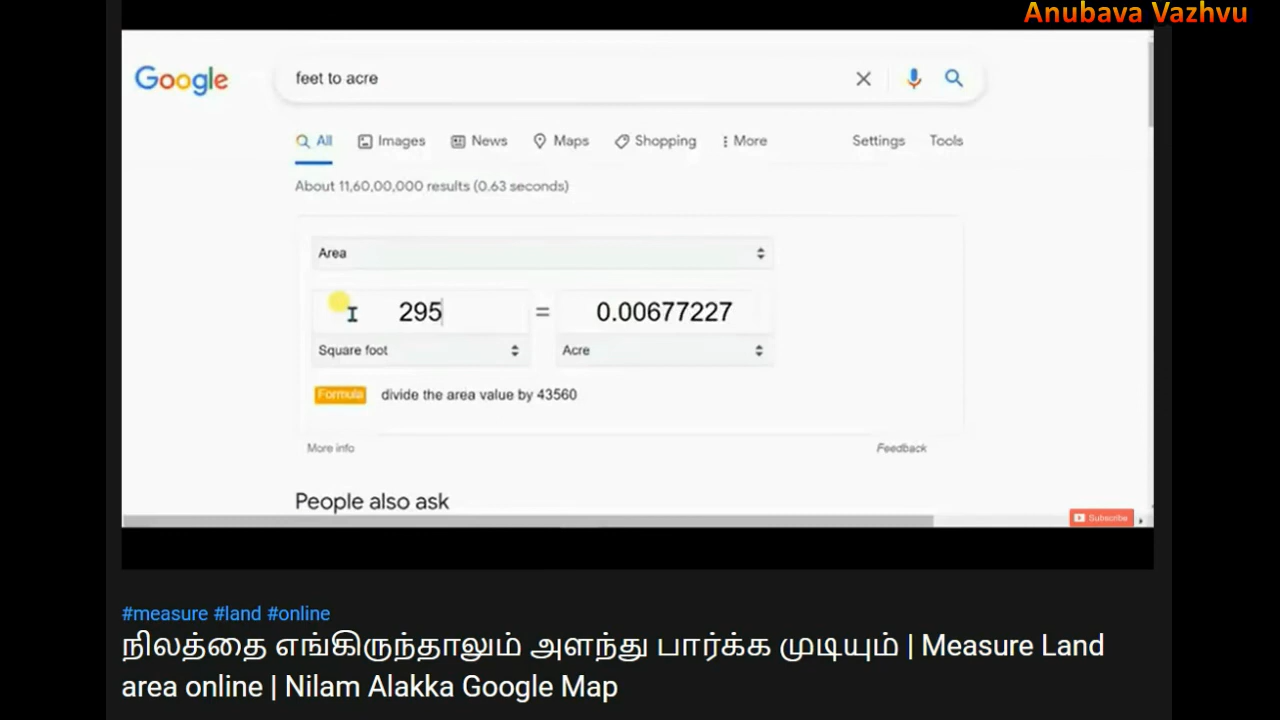 Anubava Vazhvu
Google
feet to acre
All Images News Maps Shopping More Settings Tools
About 11,60,00,000 results (0.63 seconds)
Area
295 = 0.00677227
Square foot Acre
Formula divide the area value by 43560
More info Feedback
People also ask
Subscribe
#measure #land #online
நிலத்தை எங்கிருந்தாலும் அளந்து பார்க்க முடியும் | Measure Land
area online | Nilam Alakka Google Map